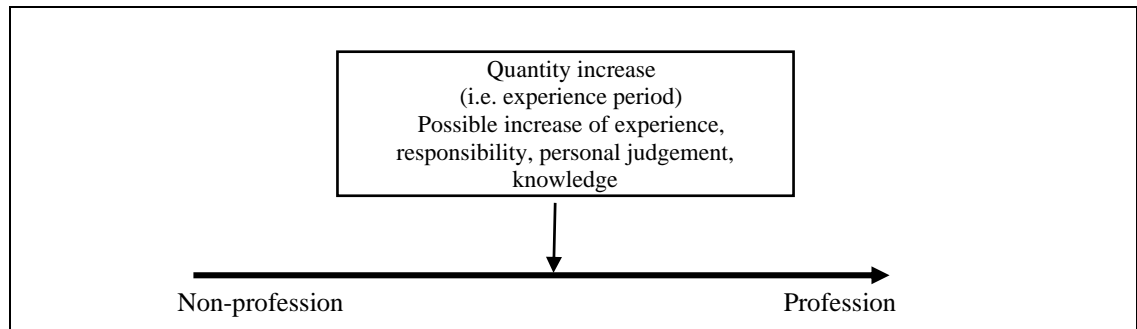 Quantity increase
(i.e. experience period)
Possible increase of experience,
responsibility, personal judgement,
knowledge
Non-profession
Profession